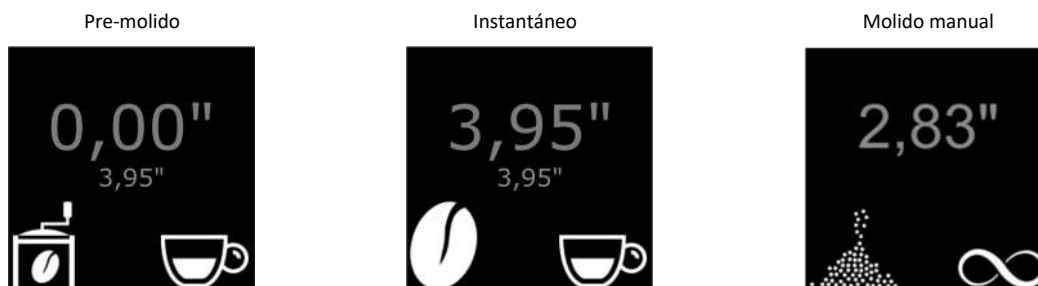 Pre-molido
Instantáneo
Molido manual
0,00"
3,95"
3,95"
3,95"
2,83"